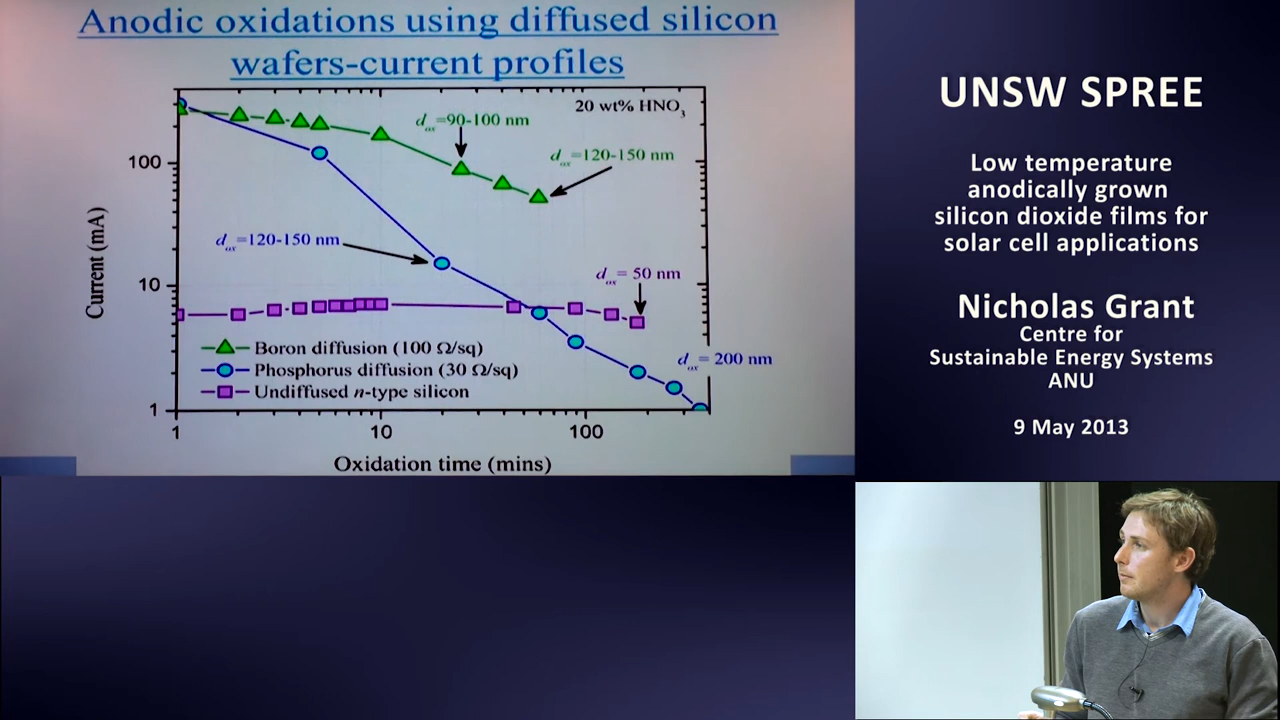 Anodic oxidations using diffused silicon
wafers-current profiles
20 wt% HNO3
dox=90-100 nm
dox=120-150 nm
dox=120-150 nm
dox= 50 nm
dox= 200 nm
Current (mA)
100
10
1
Boron diffusion (100 Ω/sq)
Phosphorus diffusion (30 Ω/sq)
Undiffused n-type silicon
1
10
100
Oxidation time (mins)
UNSW SPREE
Low temperature
anodically grown
silicon dioxide films for
solar cell applications
Nicholas Grant
Centre for
Sustainable Energy Systems
ANU
9 May 2013